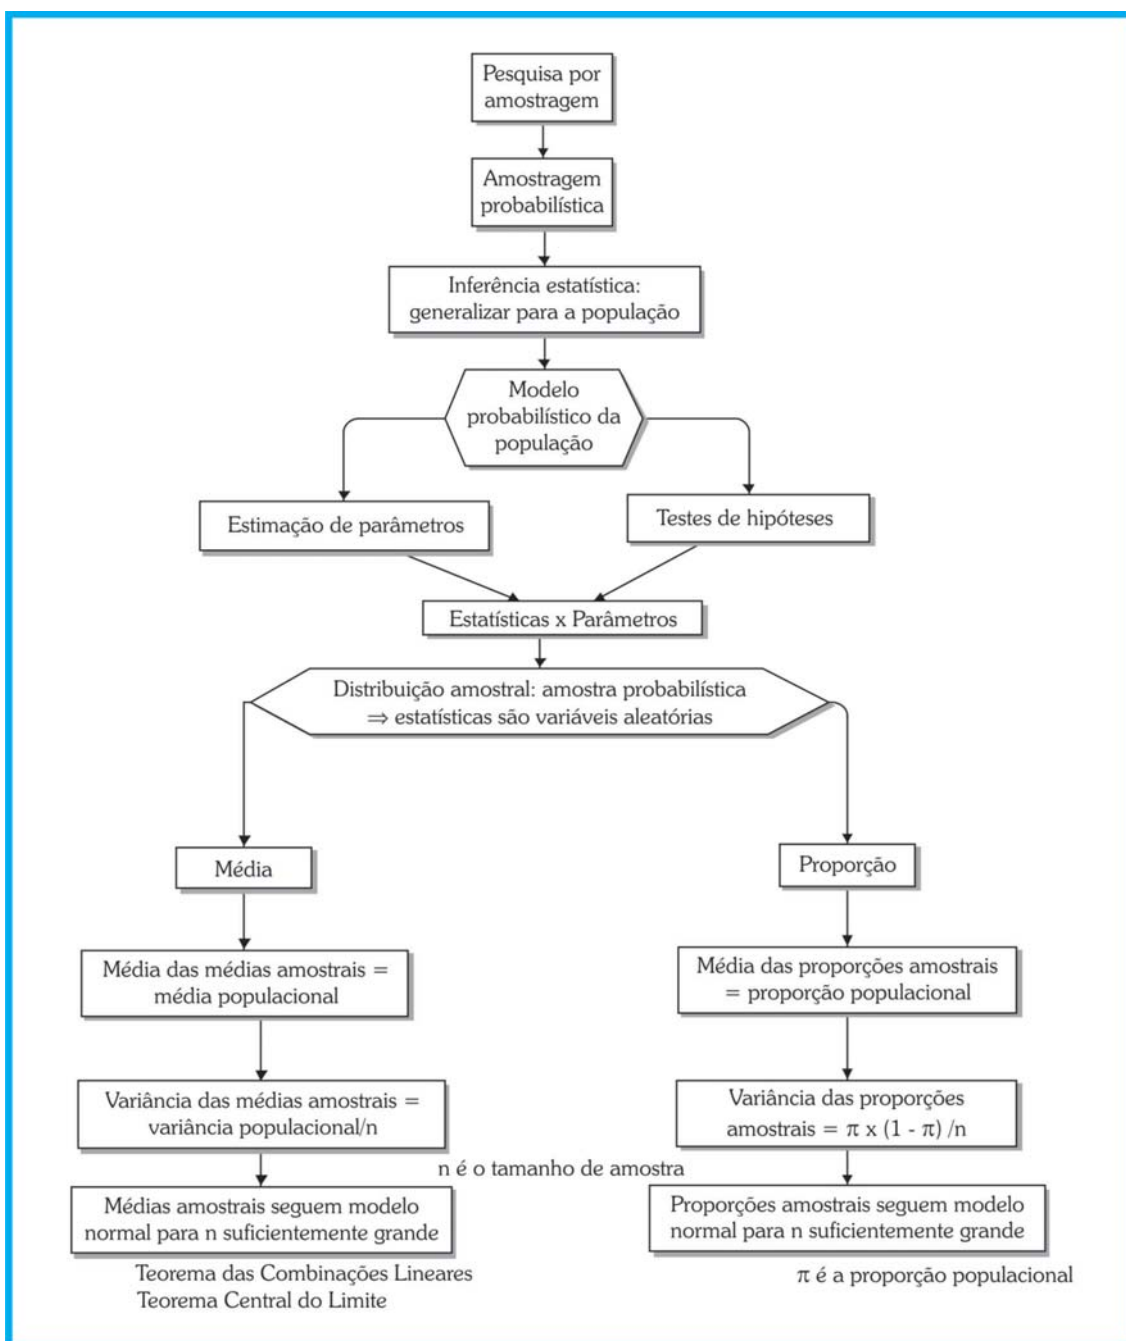 Pesquisa por
amostragem
Amostragem
probabilística
Inferência estatística:
generalizar para a população
Modelo
probabilístico da
população
Estimação de parâmetros
Testes de hipóteses
Estatísticas x Parâmetros
Distribuição amostral: amostra probabilística
⇒ estatísticas são variáveis aleatórias
Média
Proporção
Média das médias amostrais =
média populacional
Média das proporções amostrais
= proporção populacional
Variância das médias amostrais =
variância populacional/n
Variância das proporções
amostrais = π x (1 - π) /n
n é o tamanho de amostra
Médias amostrais seguem modelo
normal para n suficientemente grande
Proporções amostrais seguem modelo
normal para n suficientemente grande
Teorema das Combinações Lineares
Teorema Central do Limite
π é a proporção populacional